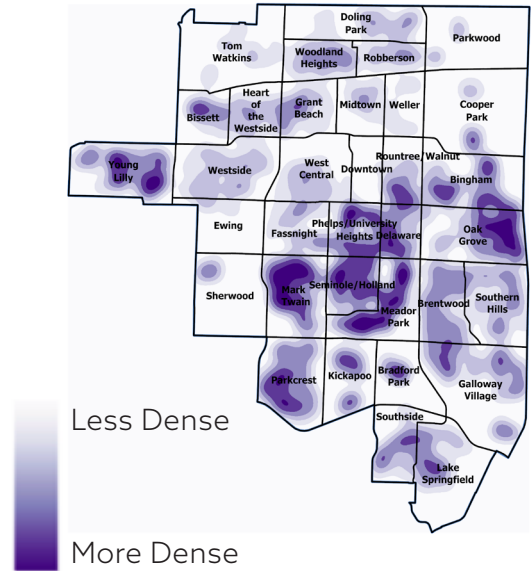 Doling
Park
Parkwood
Tom
Watkins
Woodland
Heights
Robberson
Heart
of
the
Westside
Grant
Beach
Midtown
Weller
Cooper
Park
Bissett
Young
Lilly
Westside
West
Central
Downtown
Rountree/Walnut
Bingham
Ewing
Fassnight
Phelps/University
Heights
Delaware
Oak
Grove
Sherwood
Mark
Twain
Seminole/Holland
Meador
Park
Brentwood
Southern
Hills
Parkcrest
Kickapoo
Bradford
Park
Galloway
Village
Southside
Lake
Springfield
Less Dense
More Dense